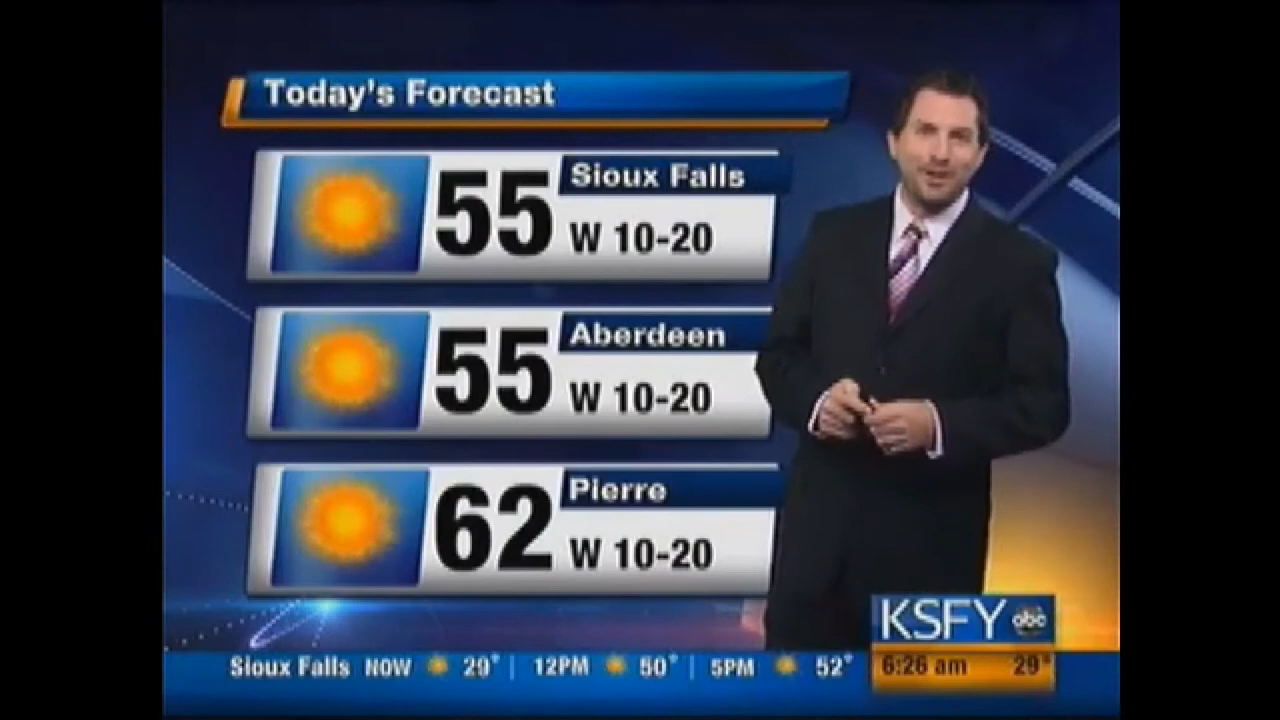 Today's Forecast
55 Sioux Falls
W 10-20
55 Aberdeen
W 10-20
62 Pierre
W 10-20
KSFY abc
Sioux Falls NOW 29° 12PM 50° 5PM 52° 6:26 am 29°